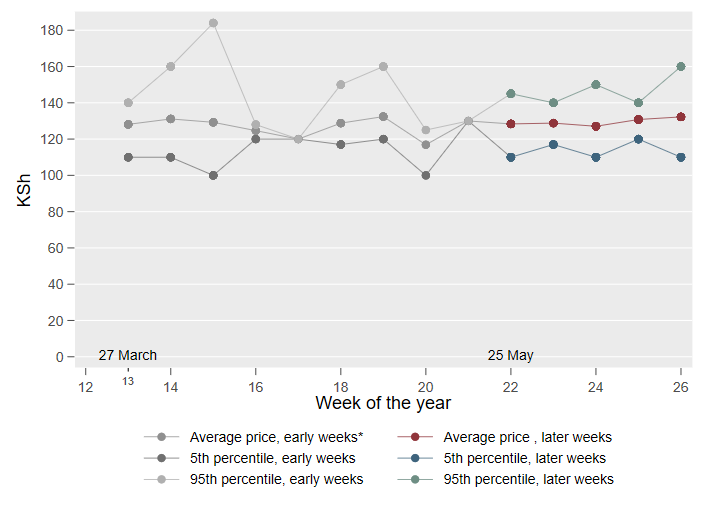 180
160
140
120
100
80
60
40
20
0
KSh
27 March
25 May
12
13
14
16
18
20
22
24
26
Week of the year
Average price, early weeks*
Average price , later weeks
5th percentile, early weeks
5th percentile, later weeks
95th percentile, early weeks
95th percentile, later weeks